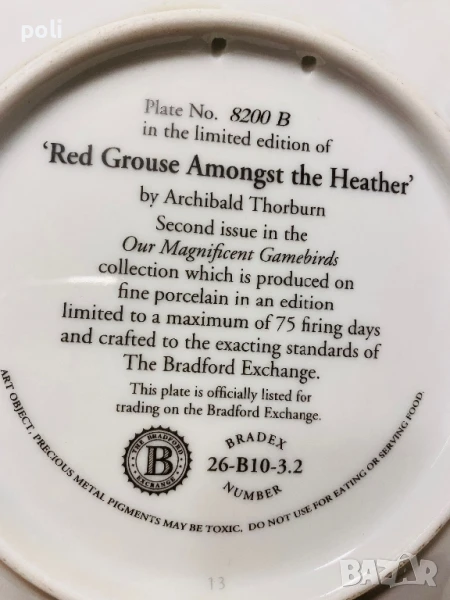 poli
Plate No. 8200 B
in the limited edition of
‘Red Grouse Amongst the Heather’
by Archibald Thorburn
Second issue in the
Our Magnificent Gamebirds
collection which is produced on
fine porcelain in an edition
limited to a maximum of 75 firing days
and crafted to the exacting standards of
The Bradford Exchange.
This plate is officially listed for
trading on the Bradford Exchange.
THE BRADFORD
B
EXCHANGE
BRADEX
26-B10-3.2
NUMBER
ART OBJECT. PRECIOUS METAL PIGMENTS MAY BE TOXIC. DO NOT USE FOR EATING OR SERVING FOOD.
13
BAZAR